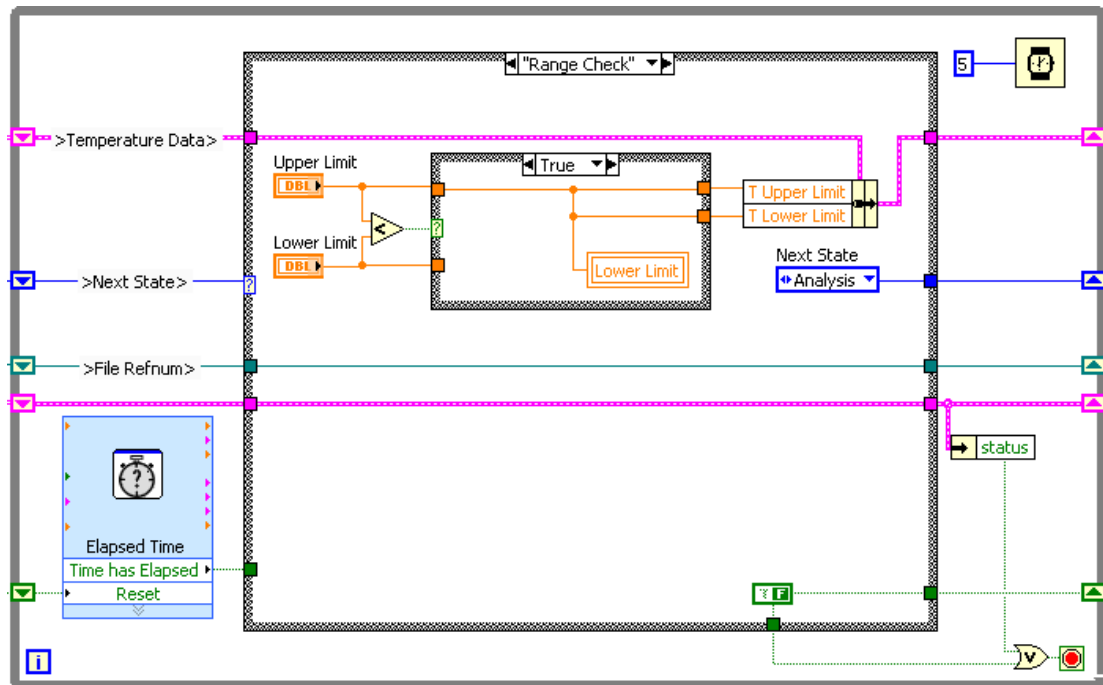 "Range Check"
5
>Temperature Data>
Upper Limit
DBL
True
T Upper Limit
T Lower Limit
<
?
Lower Limit
DBL
Lower Limit
Next State
Analysis
>Next State>
?
>File Refnum>
status
?
Elapsed Time
Time has Elapsed
Reset
F
i
V